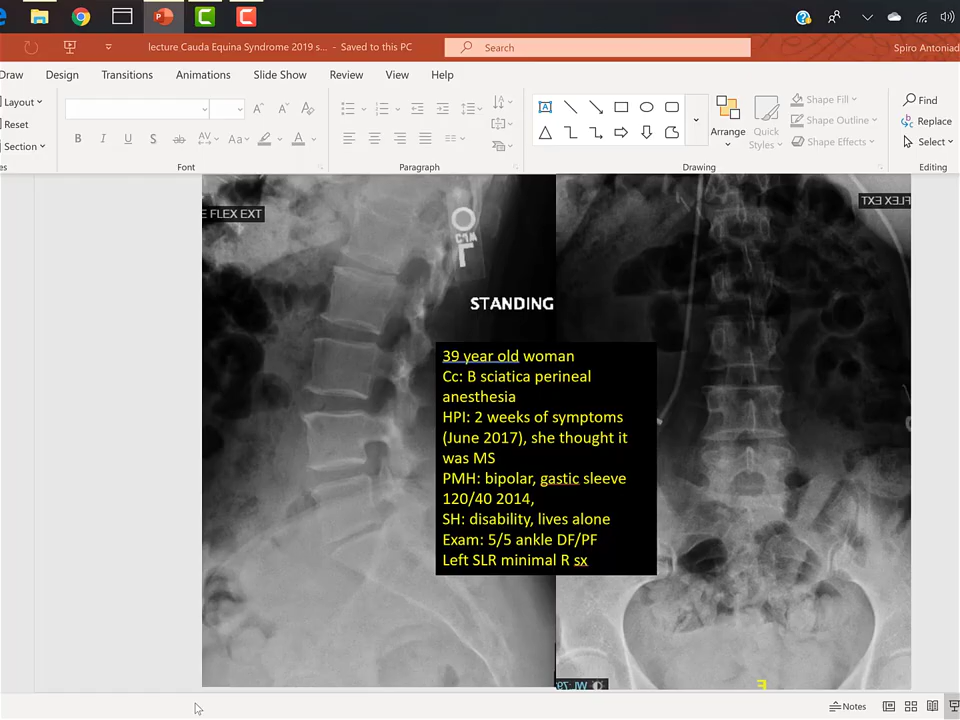 lecture Cauda Equina Syndrome 2019 s... - Saved to this PC
Search
Spiro Antoniad
Draw Design Transitions Animations Slide Show Review View Help
Layout
Reset
Section
Font
Paragraph
Arrange
Quick Styles
Shape Fill
Shape Outline
Shape Effects
Drawing
Find
Replace
Select
Editing
E FLEX EXT
FLEX EXT
L
STANDING
39 year old woman
Cc: B sciatica perineal
anesthesia
HPI: 2 weeks of symptoms
(June 2017), she thought it
was MS
PMH: bipolar, gastic sleeve
120/40 2014,
SH: disability, lives alone
Exam: 5/5 ankle DF/PF
Left SLR minimal R sx
Notes